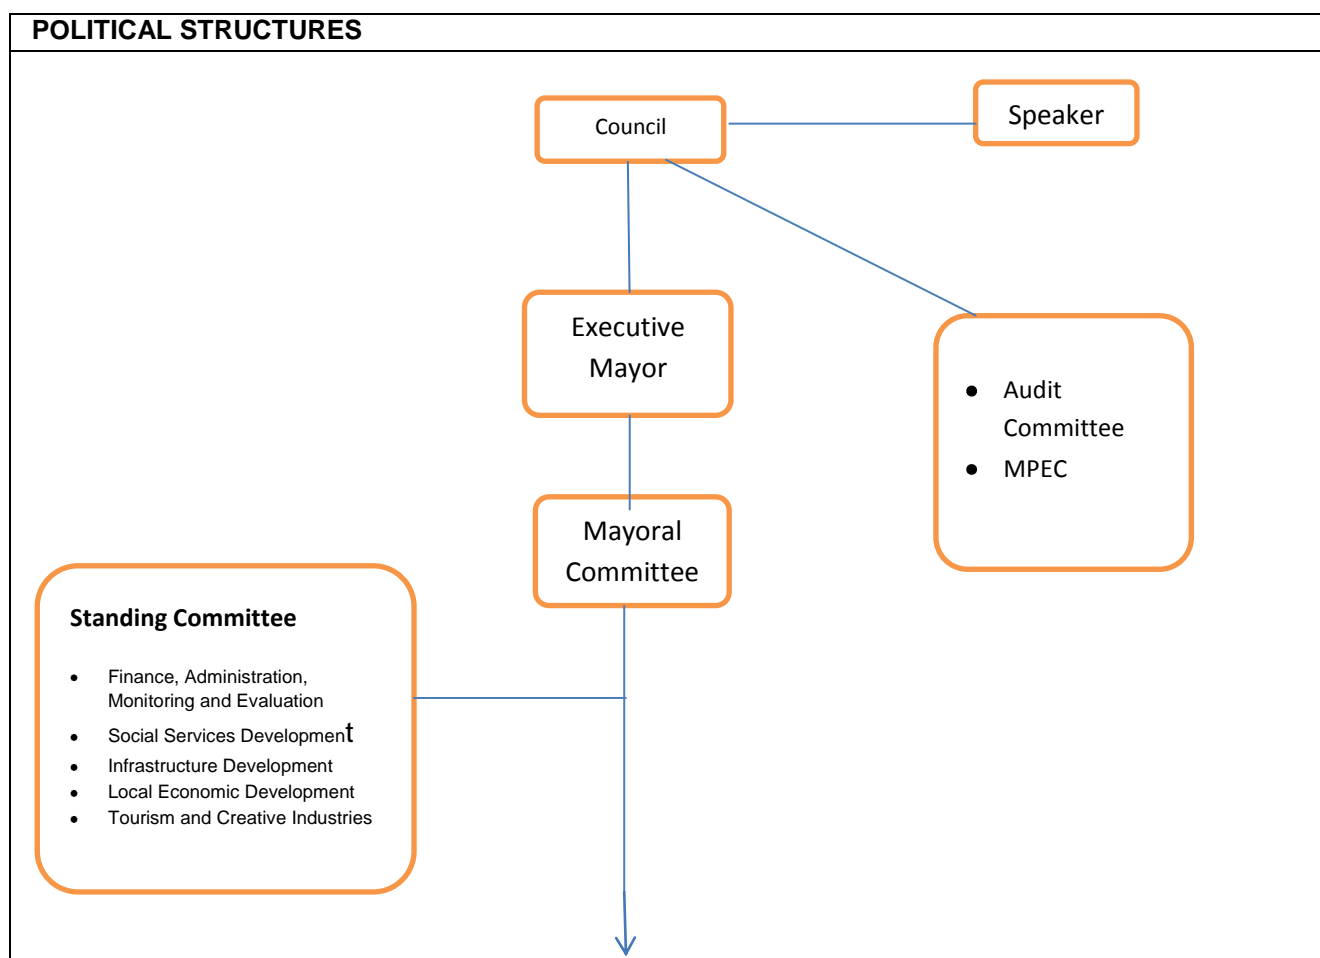 POLITICAL STRUCTURES
Council
Speaker
Executive
Mayor
● Audit
Committee
● MPEC
Mayoral
Committee
Standing Committee
• Finance, Administration,
Monitoring and Evaluation
• Social Services Development
• Infrastructure Development
• Local Economic Development
• Tourism and Creative Industries